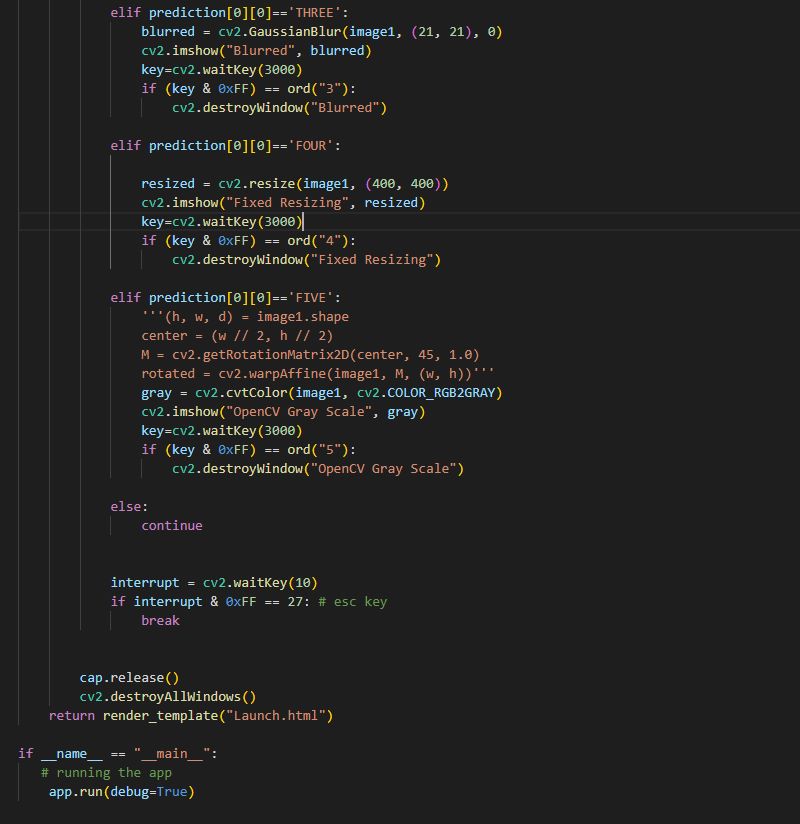 elif prediction[0][0]=='THREE':
blurred = cv2.GaussianBlur(image1, (21, 21), 0)
cv2.imshow("Blurred", blurred)
key=cv2.waitKey(3000)
if (key & 0xFF) == ord("3"):
cv2.destroyWindow("Blurred")
elif prediction[0][0]=='FOUR':
resized = cv2.resize(image1, (400, 400))
cv2.imshow("Fixed Resizing", resized)
key=cv2.waitKey(3000)
if (key & 0xFF) == ord("4"):
cv2.destroyWindow("Fixed Resizing")
elif prediction[0][0]=='FIVE':
'''(h, w, d) = image1.shape
center = (w // 2, h // 2)
M = cv2.getRotationMatrix2D(center, 45, 1.0)
rotated = cv2.warpAffine(image1, M, (w, h))'''
gray = cv2.cvtColor(image1, cv2.COLOR_RGB2GRAY)
cv2.imshow("OpenCV Gray Scale", gray)
key=cv2.waitKey(3000)
if (key & 0xFF) == ord("5"):
cv2.destroyWindow("OpenCV Gray Scale")
else:
continue
interrupt = cv2.waitKey(10)
if interrupt & 0xFF == 27: # esc key
break
cap.release()
cv2.destroyAllWindows()
return render_template("Launch.html")
if __name__ == "__main__":
# running the app
app.run(debug=True)